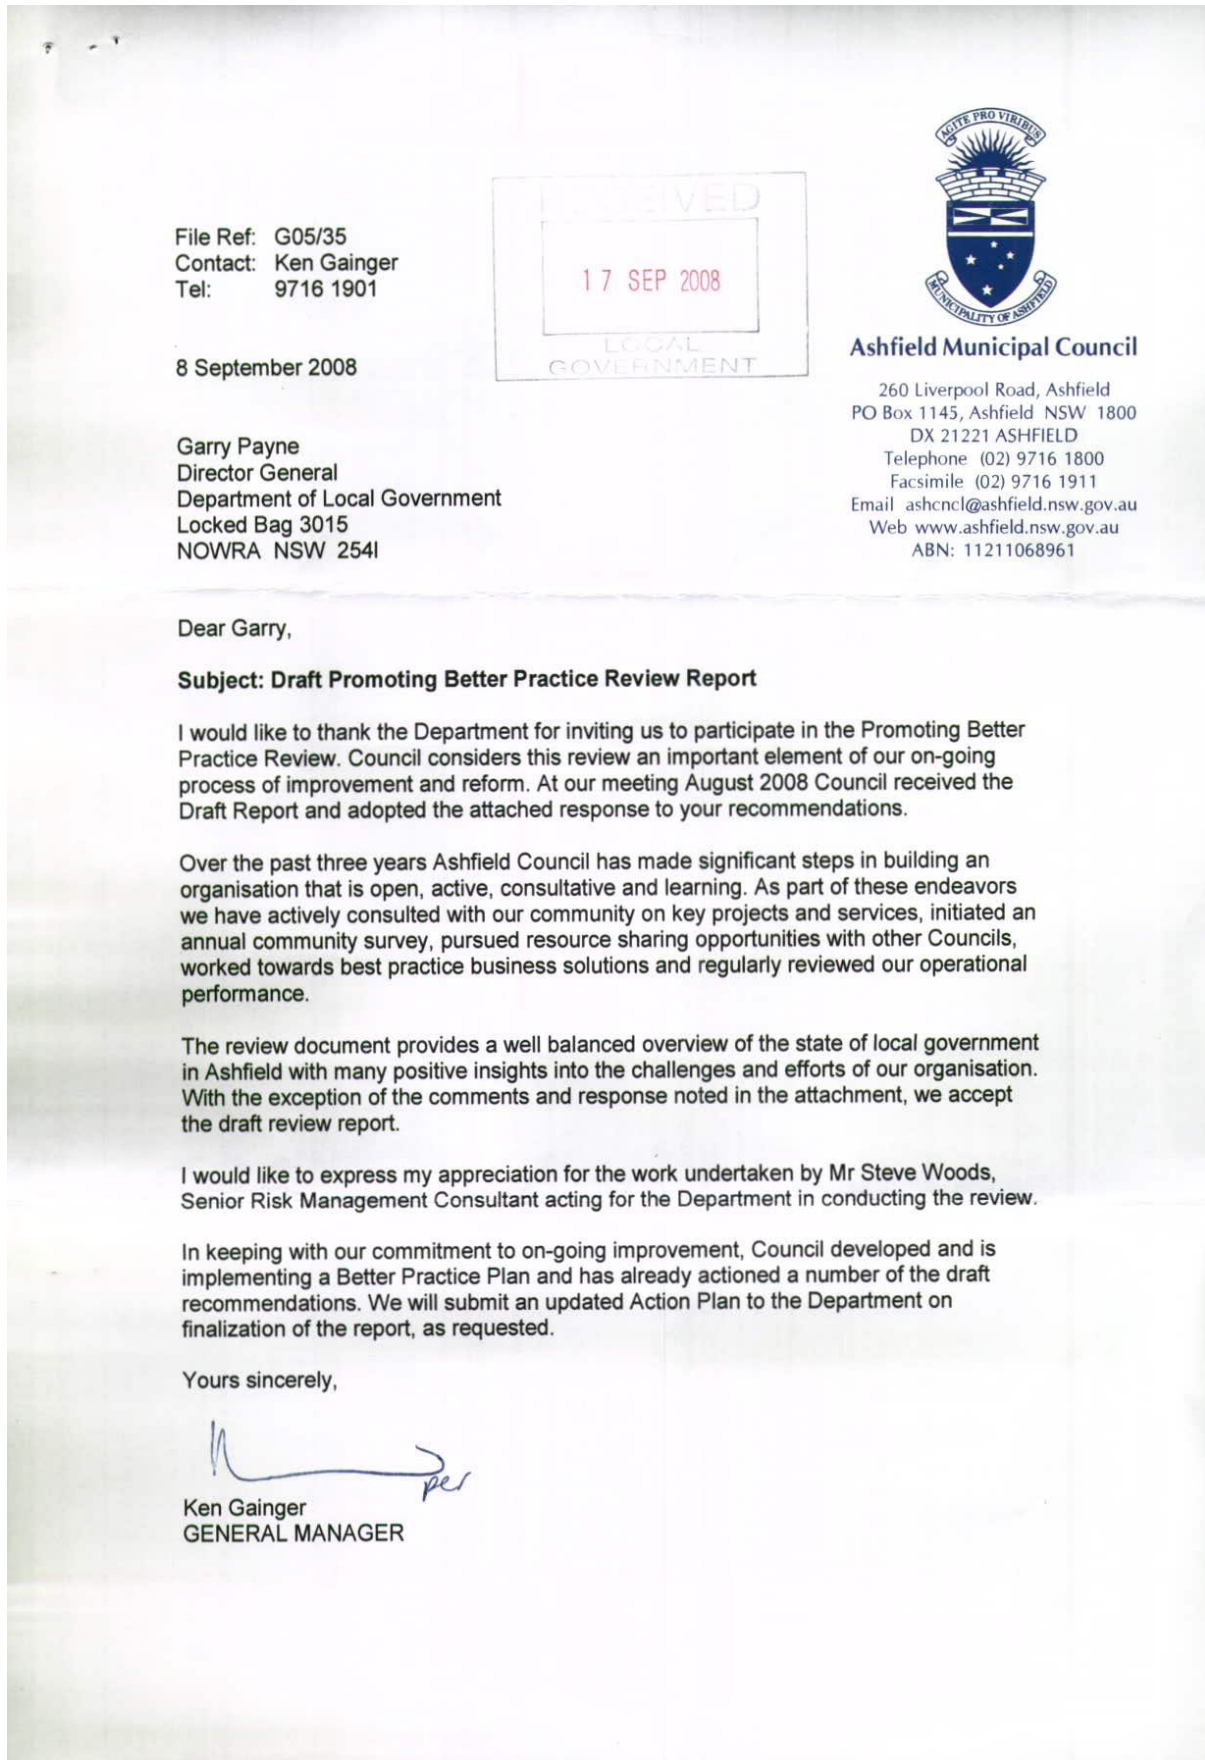 AGITE PRO VIRIBUS
MUNICIPALITY OF ASHFIELD
Ashfield Municipal Council
260 Liverpool Road, Ashfield
PO Box 1145, Ashfield NSW 1800
DX 21221 ASHFIELD
Telephone (02) 9716 1800
Facsimile (02) 9716 1911
Email ashcncl@ashfield.nsw.gov.au
Web www.ashfield.nsw.gov.au
ABN: 11211068961
RECEIVED
17 SEP 2008
LOCAL
GOVERNMENT
File Ref: G05/35
Contact: Ken Gainger
Tel: 9716 1901
8 September 2008
Garry Payne
Director General
Department of Local Government
Locked Bag 3015
NOWRA NSW 254I
Dear Garry,
Subject: Draft Promoting Better Practice Review Report
I would like to thank the Department for inviting us to participate in the Promoting Better
Practice Review. Council considers this review an important element of our on-going
process of improvement and reform. At our meeting August 2008 Council received the
Draft Report and adopted the attached response to your recommendations.
Over the past three years Ashfield Council has made significant steps in building an
organisation that is open, active, consultative and learning. As part of these endeavors
we have actively consulted with our community on key projects and services, initiated an
annual community survey, pursued resource sharing opportunities with other Councils,
worked towards best practice business solutions and regularly reviewed our operational
performance.
The review document provides a well balanced overview of the state of local government
in Ashfield with many positive insights into the challenges and efforts of our organisation.
With the exception of the comments and response noted in the attachment, we accept
the draft review report.
I would like to express my appreciation for the work undertaken by Mr Steve Woods,
Senior Risk Management Consultant acting for the Department in conducting the review.
In keeping with our commitment to on-going improvement, Council developed and is
implementing a Better Practice Plan and has already actioned a number of the draft
recommendations. We will submit an updated Action Plan to the Department on
finalization of the report, as requested.
Yours sincerely,
per
Ken Gainger
GENERAL MANAGER